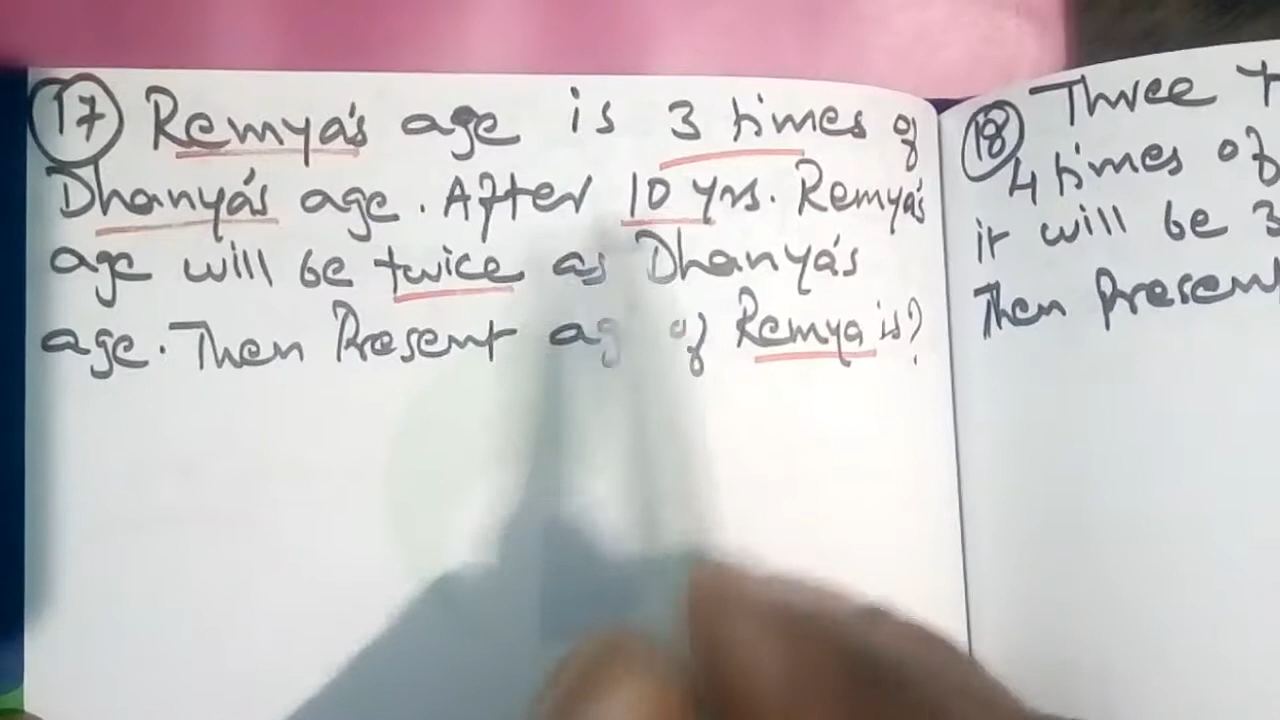 17 Remya's age is 3 times of
Dhanya's age. After 10 yrs. Remya's
age will be twice as Dhanya's
age. Then Present ag of Remya is?
18 Three
4 times of
it will be 3
Then Present